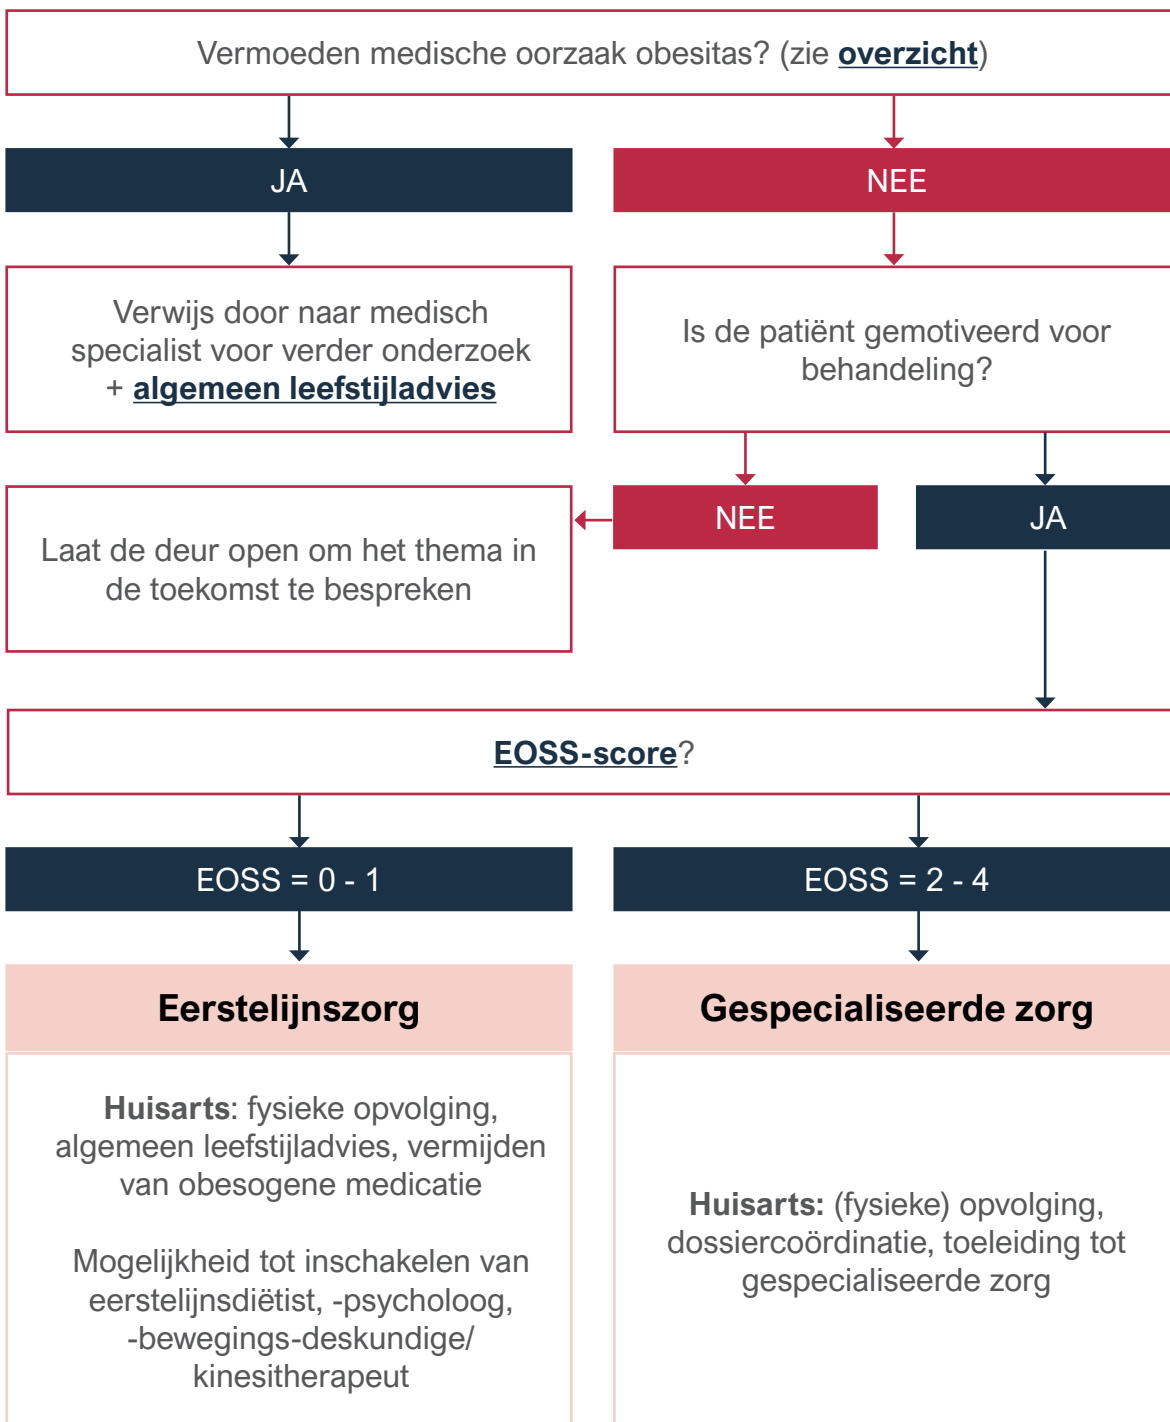 Vermoeden medische oorzaak obesitas? (zie overzicht)
JA
NEE
Verwijs door naar medisch
specialist voor verder onderzoek
+ algemeen leefstijladvies
Is de patiënt gemotiveerd voor
behandeling?
NEE
JA
Laat de deur open om het thema in
de toekomst te bespreken
EOSS-score?
EOSS = 0 - 1
EOSS = 2 - 4
Eerstelijnszorg
Huisarts: fysieke opvolging,
algemeen leefstijladvies, vermijden
van obesogene medicatie
Mogelijkheid tot inschakelen van
eerstelijnsdiëtist, -psycholoog,
-bewegings-deskundige/
kinesitherapeut
Gespecialiseerde zorg
Huisarts: (fysieke) opvolging,
dossiercoördinatie, toeleiding tot
gespecialiseerde zorg